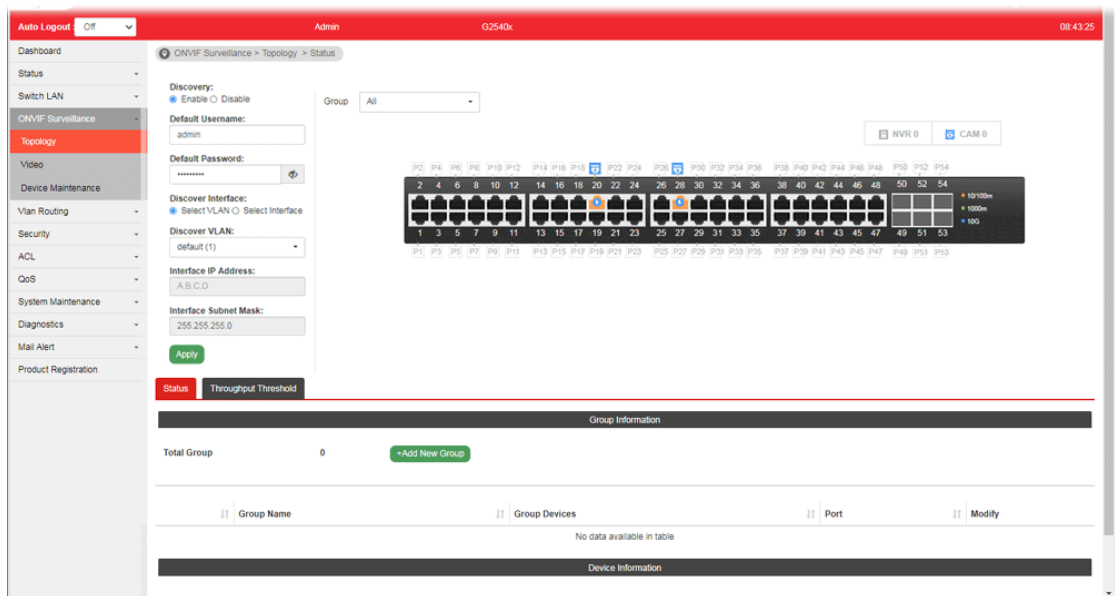 Auto Logout : Off Admin G2540x 08:43:25
Dashboard
Status
Switch LAN
ONVIF Surveillance
Topology
Video
Device Maintenance
Vlan Routing
Security
ACL
QoS
System Maintenance
Diagnostics
Mail Alert
Product Registration
ONVIF Surveillance > Topology > Status
Discovery:
Enable Disable
Default Username:
admin
Default Password:
•••••••••
Discover Interface:
Select VLAN Select Interface
Discover VLAN:
default (1)
Interface IP Address:
A.B.C.D
Interface Subnet Mask:
255.255.255.0
Apply
Group All
NVR 0 CAM 0
P2 P4 P6 P8 P10 P12 P14 P16 P18 P22 P24 P26 P30 P32 P34 P36 P38 P40 P42 P44 P46 P48 P50 P52 P54
2 4 6 8 10 12 14 16 18 20 22 24 26 28 30 32 34 36 38 40 42 44 46 48 50 52 54
10/100m
1000m
10G
1 3 5 7 9 11 13 15 17 19 21 23 25 27 29 31 33 35 37 39 41 43 45 47 49 51 53
P1 P3 P5 P7 P9 P11 P13 P15 P17 P19 P21 P23 P25 P27 P29 P31 P33 P35 P37 P39 P41 P43 P45 P47 P49 P51 P53
Status Throughput Threshold
Group Information
Total Group 0 +Add New Group
Group Name Group Devices Port Modify
No data available in table
Device Information